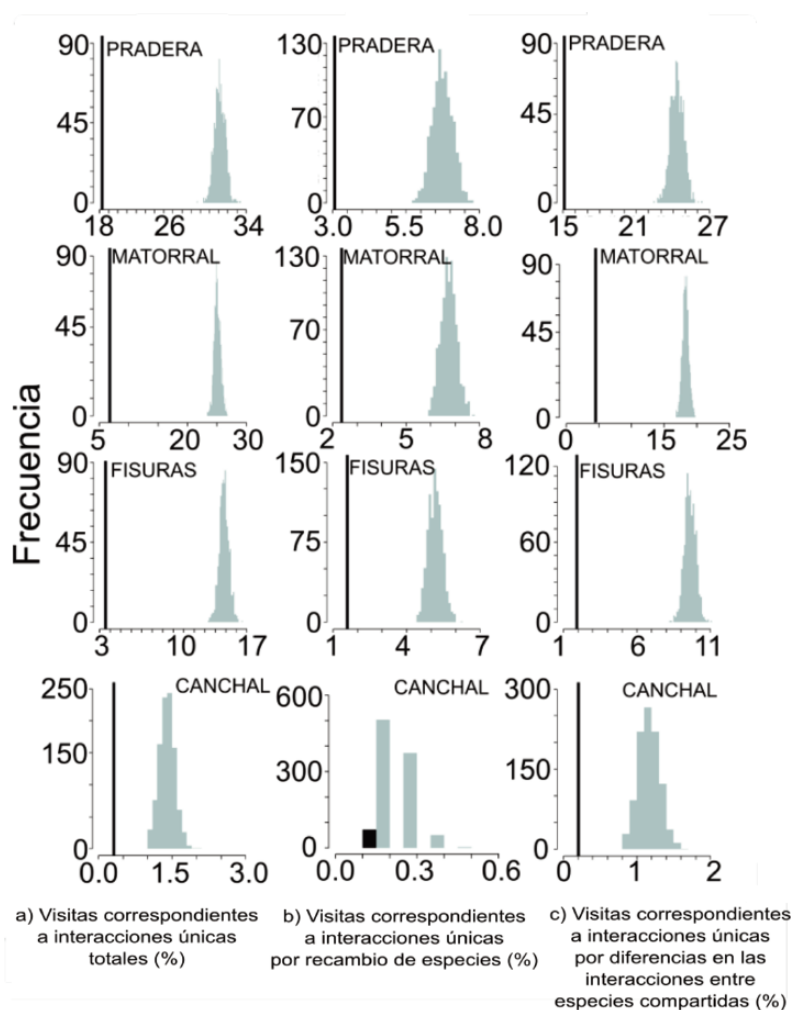 Frecuencia
90
45
0
PRADERA
18 26 34
130
70
0
PRADERA
3.0 5.5 8.0
90
45
0
PRADERA
15 21 27
90
45
0
MATORRAL
5 20 30
130
70
0
MATORRAL
2 5 8
90
45
0
MATORRAL
0 15 25
90
45
0
FISURAS
3 10 17
150
75
0
FISURAS
1 4 7
120
60
0
FISURAS
1 6 11
250
150
0
CANCHAL
0.0 1.5 3.0
600
300
0
CANCHAL
0.0 0.3 0.6
300
150
0
CANCHAL
0 1 2
a) Visitas correspondientes
a interacciones únicas
totales (%)
b) Visitas correspondientes
a interacciones únicas
por recambio de especies (%)
c) Visitas correspondientes
a interacciones únicas
por diferencias en las
interacciones entre
especies compartidas (%)